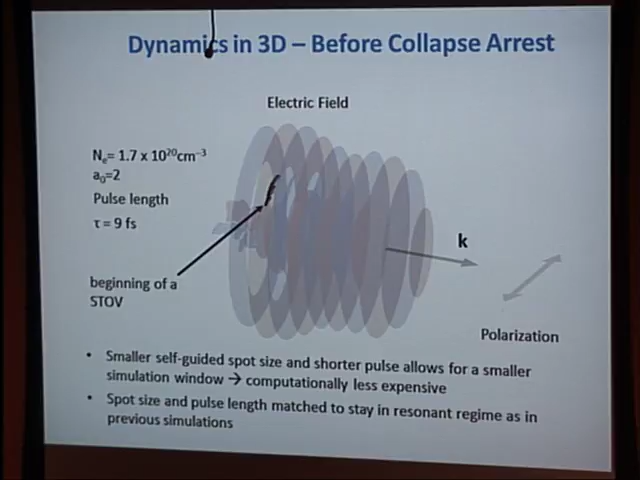 Dynamics in 3D – Before Collapse Arrest
Electric Field
Nₑ= 1.7 x 10²⁰cm⁻³
a₀=2
Pulse length
τ = 9 fs
k
beginning of a
STOV
Polarization
• Smaller self-guided spot size and shorter pulse allows for a smaller
simulation window → computationally less expensive
• Spot size and pulse length matched to stay in resonant regime as in
previous simulations